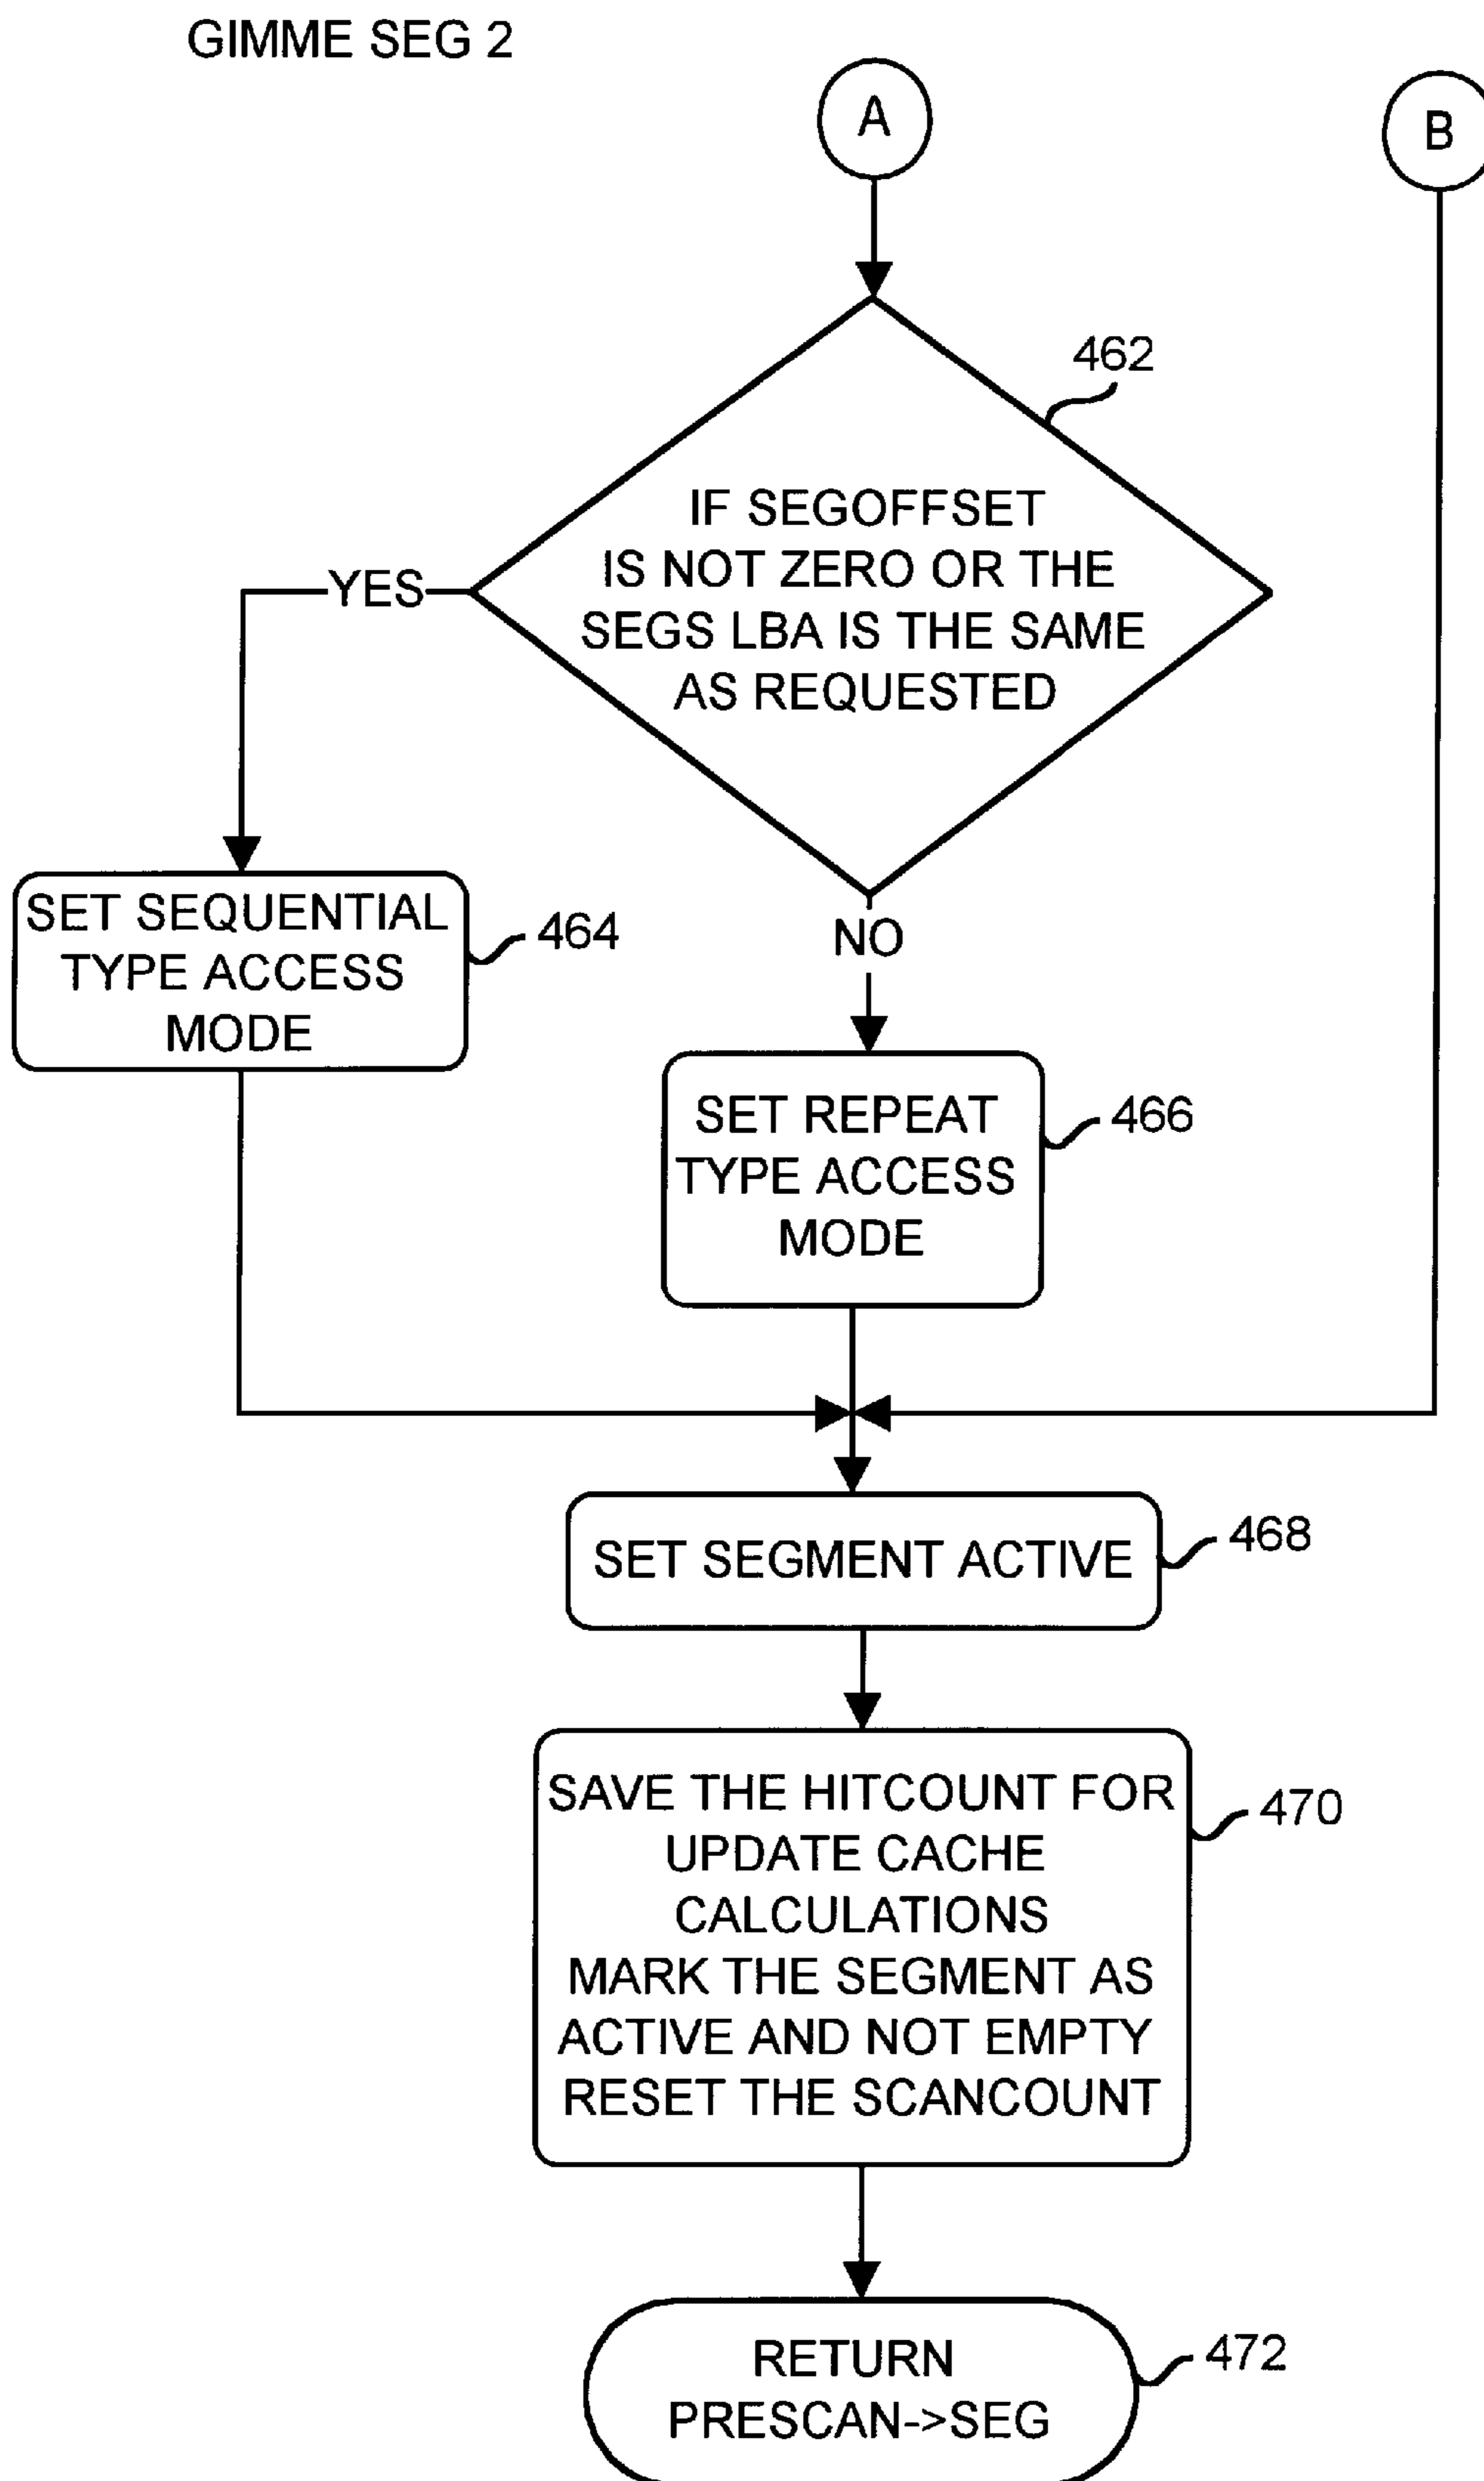 GIMME SEG 2
A
B
462
IF SEGOFFSET
IS NOT ZERO OR THE
SEGS LBA IS THE SAME
AS REQUESTED
YES
NO
SET SEQUENTIAL
TYPE ACCESS
MODE
464
SET REPEAT
TYPE ACCESS
MODE
466
SET SEGMENT ACTIVE
468
SAVE THE HITCOUNT FOR
UPDATE CACHE
CALCULATIONS
MARK THE SEGMENT AS
ACTIVE AND NOT EMPTY
RESET THE SCANCOUNT
470
RETURN
PRESCAN->SEG
472